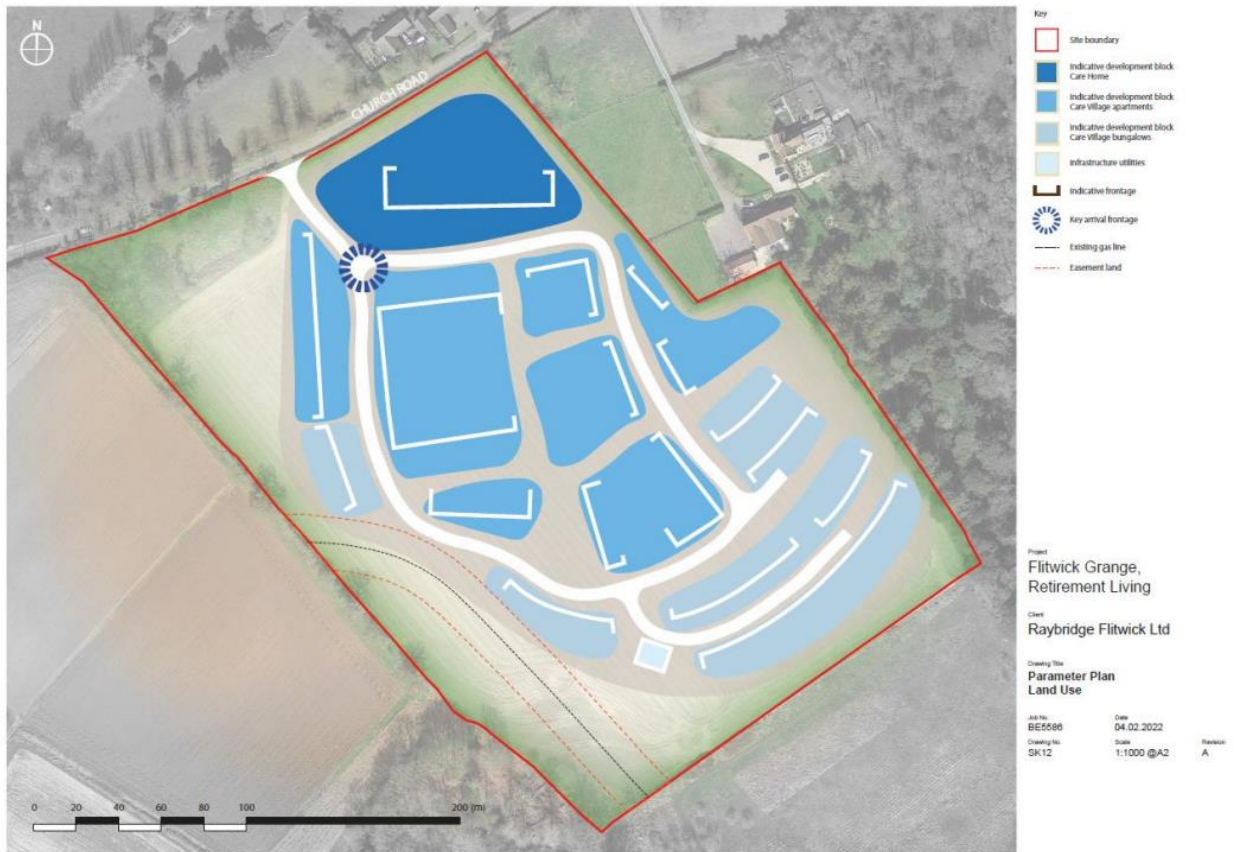 N
CHURCH ROAD
0 20 40 60 80 100 200 (m)
Key
Site boundary
Indicative development block
Care Home
Indicative development block
Care Village apartments
Indicative development block
Care Village bungalows
Infrastructure utilities
Indicative frontage
Key arrival frontage
Existing gas line
Easement land
Project
Flitwick Grange,
Retirement Living
Client
Raybridge Flitwick Ltd
Drawing Title
Parameter Plan
Land Use
Job No. Date
BE5586 04.02.2022
Drawing No. Scale Revision
SK12 1:1000 @A2 A